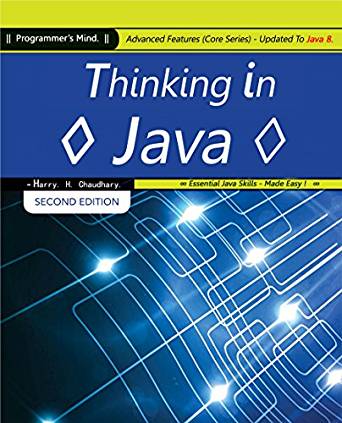 || Programmer's Mind. ||
Advanced Features (Core Series) - Updated To Java 8.
Thinking in
◊ Java ◊
~Harry. H. Chaudhary.
∞ Essential Java Skills - Made Easy ! ∞
SECOND EDITION